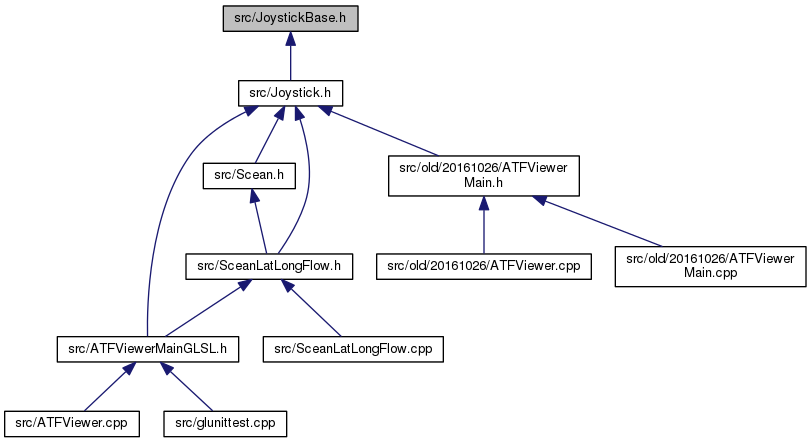 src/JoystickBase.h
src/Joystick.h
src/old/20161026/ATFViewer
Main.h
src/Scean.h
src/SceanLatLongFlow.h
src/old/20161026/ATFViewer.cpp
src/old/20161026/ATFViewer
Main.cpp
src/ATFViewerMainGLSL.h
src/SceanLatLongFlow.cpp
src/ATFViewer.cpp
src/glunittest.cpp